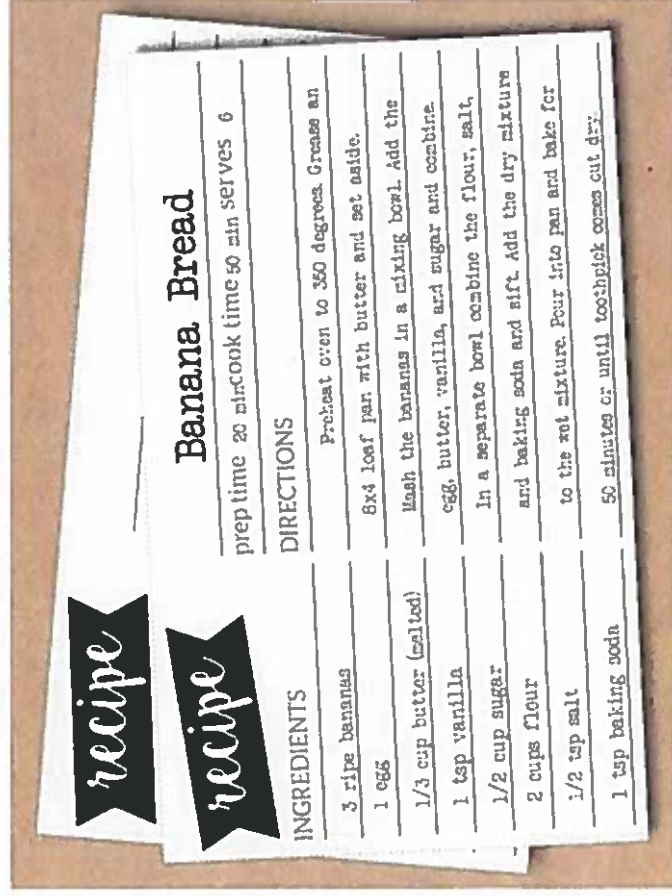 recipe
recipe
Banana Bread
prep time 20 min cook time 50 min serves 6
INGREDIENTS
3 ripe bananas
1 egg
1/3 cup butter (melted)
1 tsp vanilla
1/2 cup sugar
2 cups flour
1/2 tsp salt
1 tsp baking soda
DIRECTIONS
Preheat oven to 350 degrees. Grease an
8x4 loaf pan with butter and set aside.
Mash the bananas in a mixing bowl. Add the
egg, butter, vanilla, and sugar and combine.
In a separate bowl combine the flour, salt,
and baking soda and sift. Add the dry mixture
to the wet mixture. Pour into pan and bake for
50 minutes or until toothpick comes out dry.